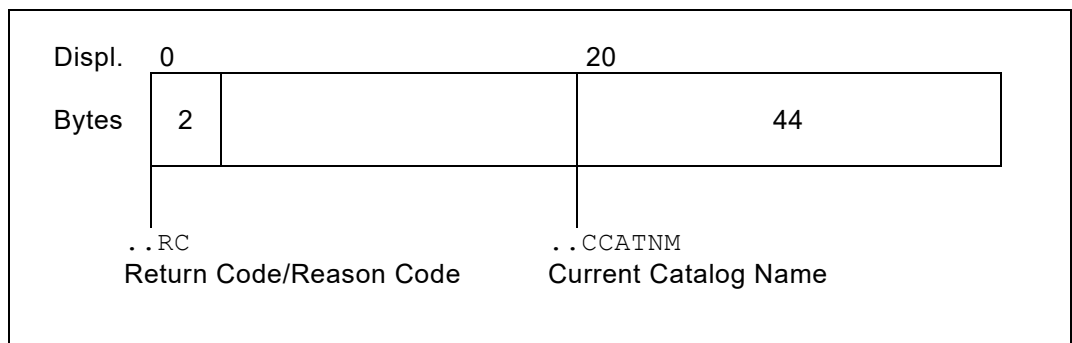 Displ. 0 20
Bytes 2 44
..RC ..CCATNM
Return Code/Reason Code Current Catalog Name